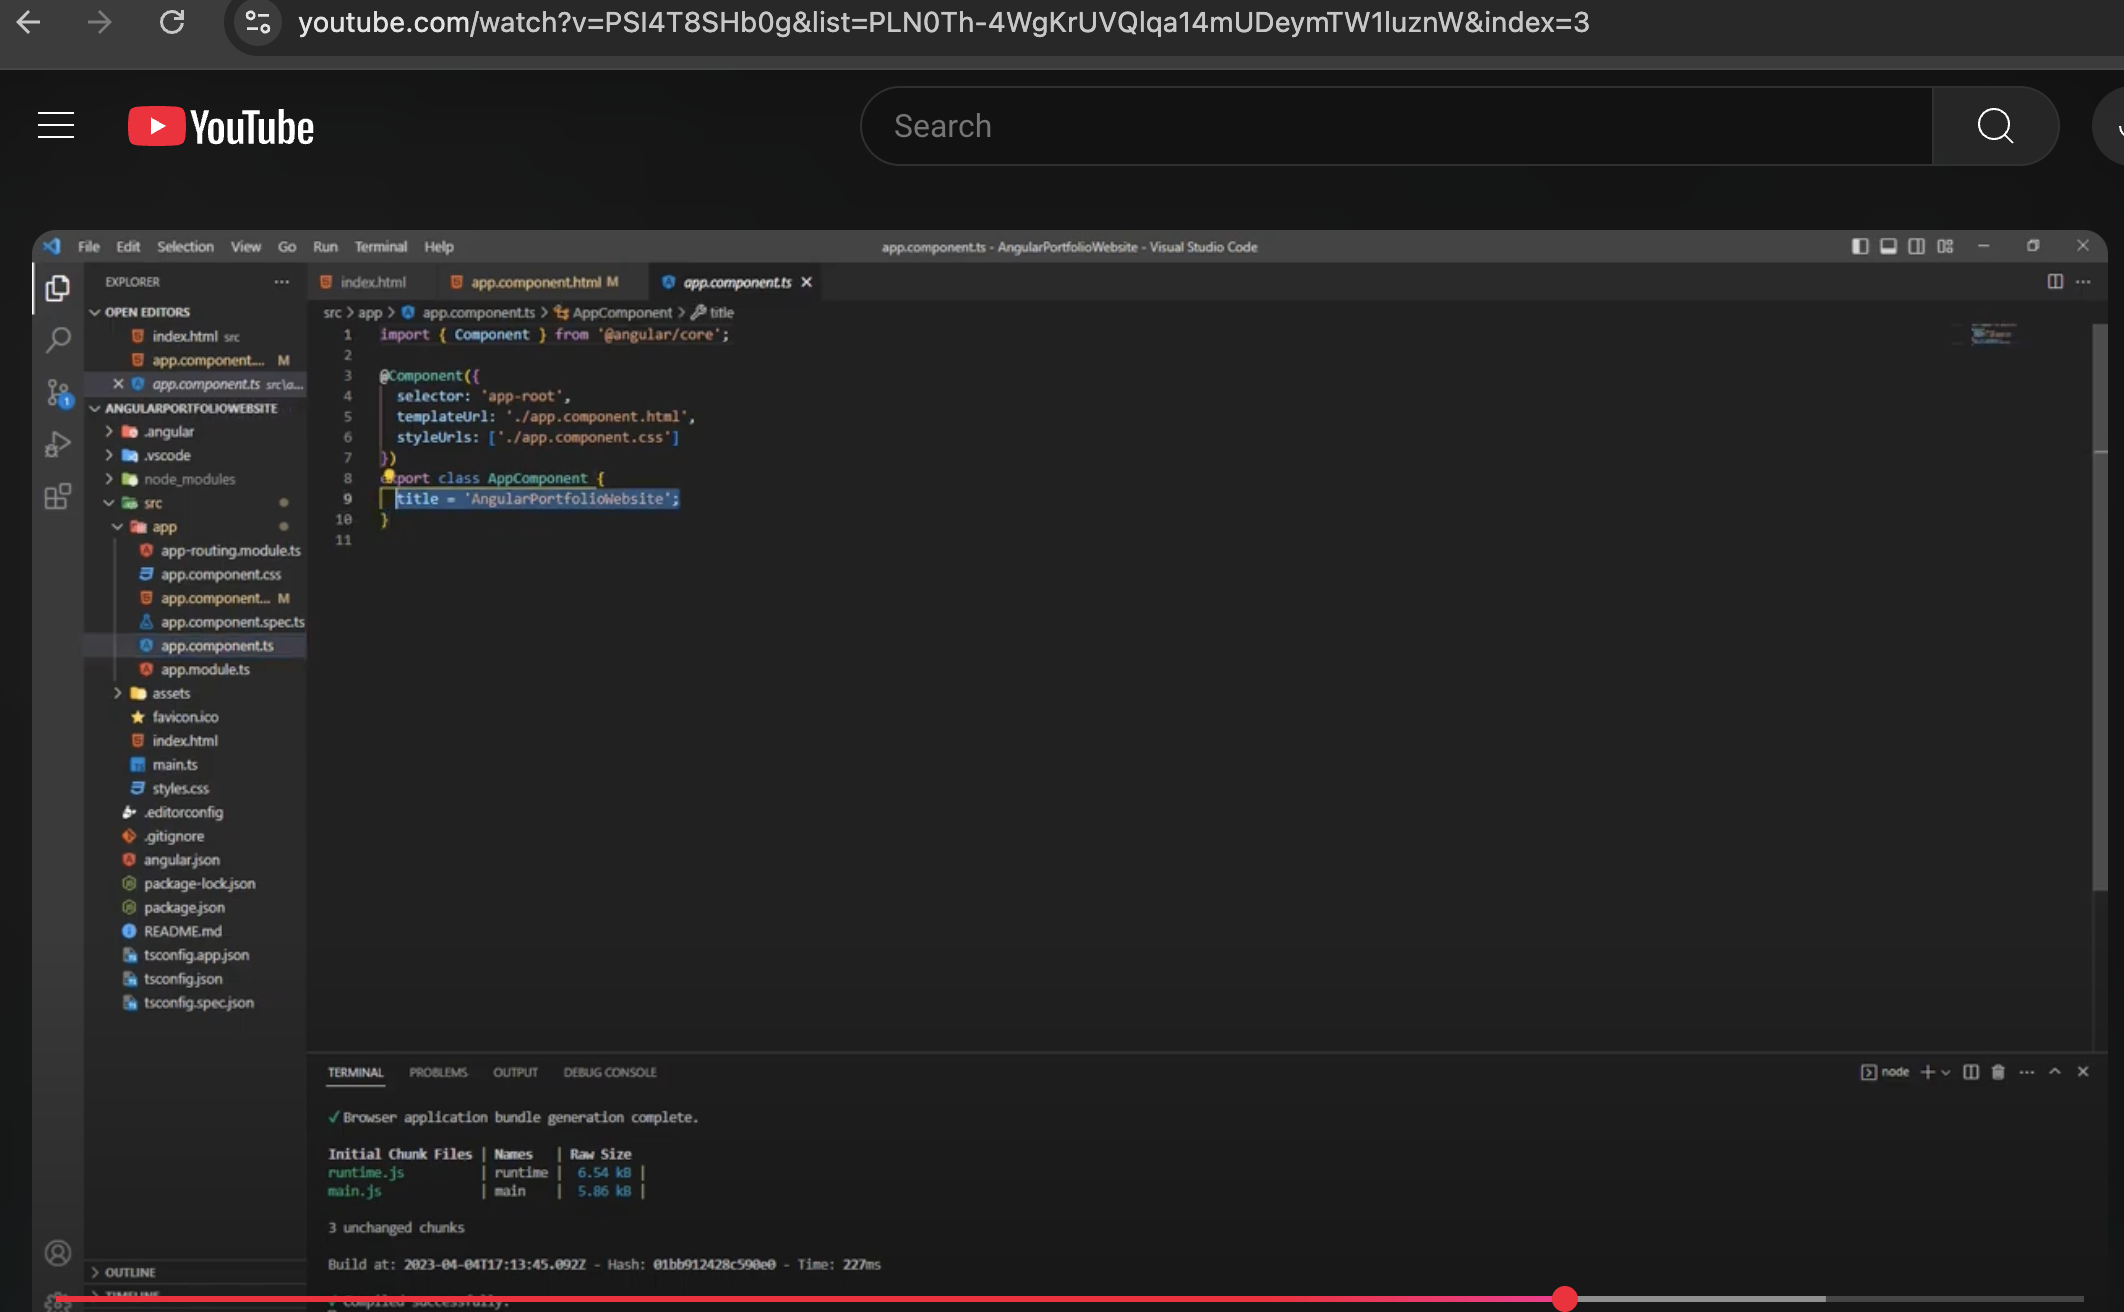 youtube.com/watch?v=PSI4T8SHb0g&list=PLN0Th-4WgKrUVQlqa14mUDeymTW1luznW&index=3
YouTube
Search
File Edit Selection View Go Run Terminal Help
app.component.ts - AngularPortfolioWebsite - Visual Studio Code
EXPLORER
OPEN EDITORS
index.html src
app.component.... M
app.component.ts src\a...
ANGULARPORTFOLIOWEBSITE
.angular
.vscode
node_modules
src
app
app-routing.module.ts
app.component.css
app.component... M
app.component.spec.ts
app.component.ts
app.module.ts
assets
favicon.ico
index.html
main.ts
styles.css
.editorconfig
.gitignore
angular.json
package-lock.json
package.json
README.md
tsconfig.app.json
tsconfig.json
tsconfig.spec.json
OUTLINE
TIMELINE
1
index.html
app.component.html M
app.component.ts
src > app > app.component.ts > AppComponent > title
1 import { Component } from '@angular/core';
2
3 @Component({
4 selector: 'app-root',
5 templateUrl: './app.component.html',
6 styleUrls: ['./app.component.css']
7 })
8 export class AppComponent {
9 title = 'AngularPortfolioWebsite';
10 }
11
TERMINAL PROBLEMS OUTPUT DEBUG CONSOLE
node
✓ Browser application bundle generation complete.
Initial Chunk Files | Names | Raw Size
runtime.js | runtime | 6.54 kB |
main.js | main | 5.86 kB |
3 unchanged chunks
Build at: 2023-04-04T17:13:45.092Z - Hash: 01bb912428c590e0 - Time: 227ms
✓ Compiled successfully.